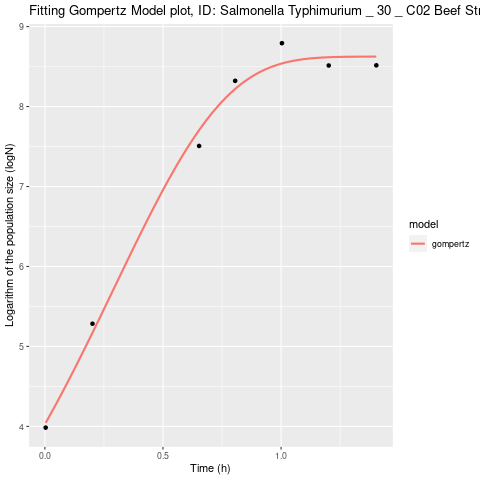 Fitting Gompertz Model plot, ID: Salmonella Typhimurium _ 30 _ C02 Beef Str
Logarithm of the population size (logN)
9
8
7
6
5
4
0.0 0.5 1.0
Time (h)
model
gompertz